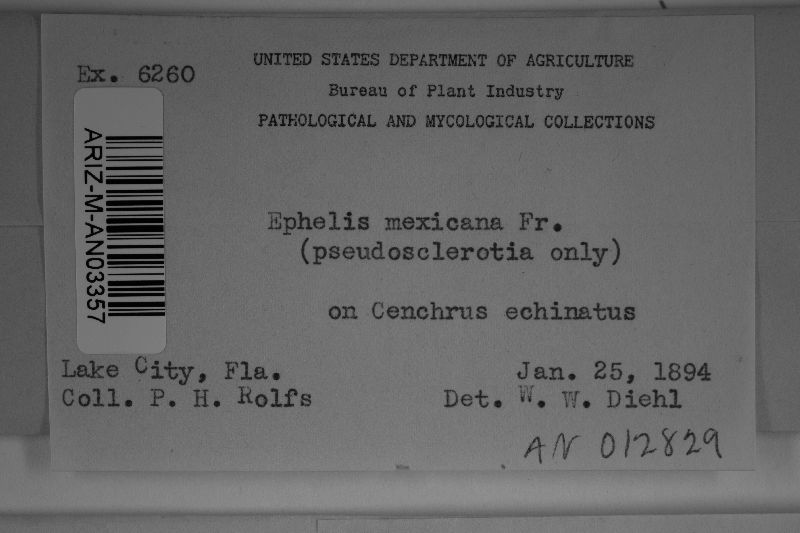 Ex. 6260
UNITED STATES DEPARTMENT OF AGRICULTURE
Bureau of Plant Industry
PATHOLOGICAL AND MYCOLOGICAL COLLECTIONS
ARIZ-M-AN03357
Ephelis mexicana Fr.
(pseudosclerotia only)
on Cenchrus echinatus
Lake City, Fla.
Jan. 25, 1894
Coll. P. H. Rolfs
Det. W. W. Diehl
AN 012829